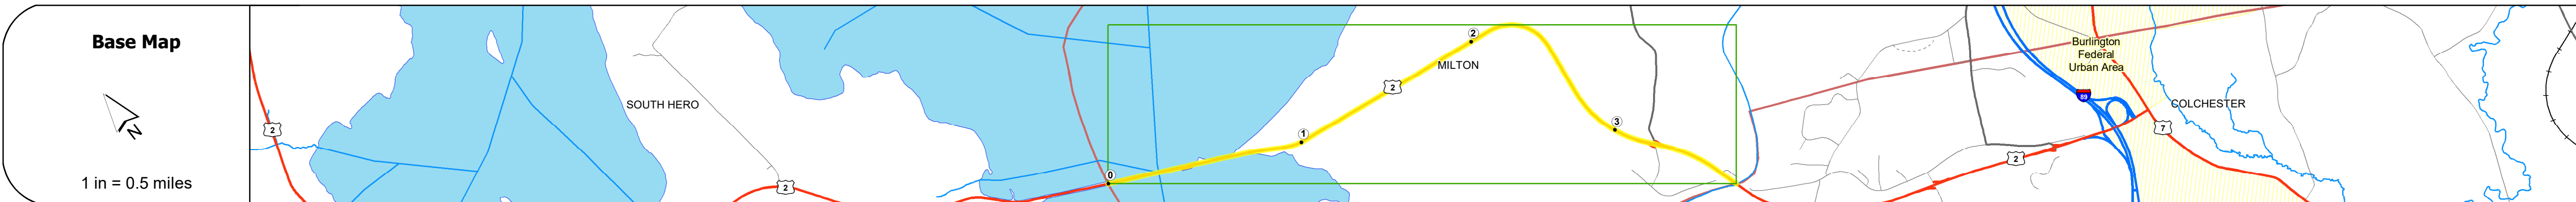 Base Map
N
1 in = 0.5 miles
2
SOUTH HERO
2
0
1
2
2
MILTON
3
2
Burlington
Federal
Urban Area
89
COLCHESTER
7